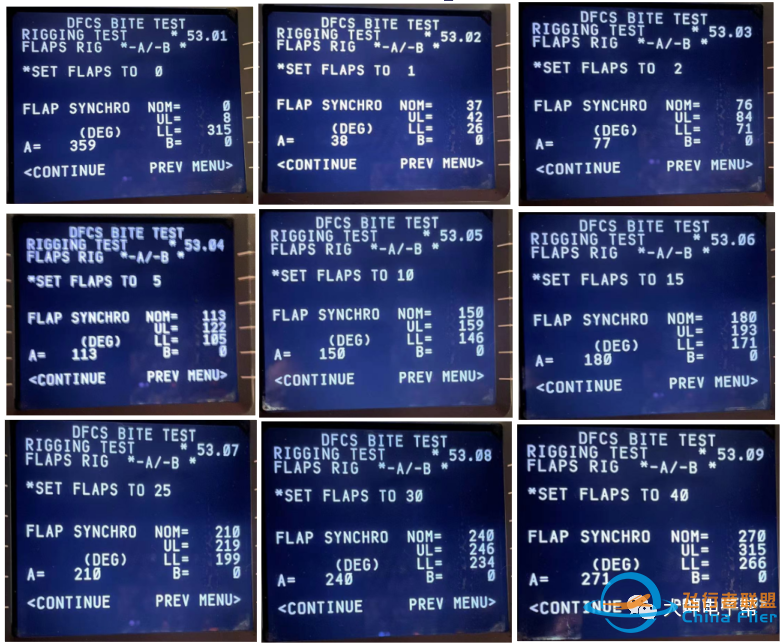 DFCS BITE TEST
RIGGING TEST * 53.01
FLAPS RIG *-A/-B *
*SET FLAPS TO 0
FLAP SYNCHRO NOM= 0
UL= 8
(DEG) LL= 315
A= 359 B= 0
<CONTINUE PREV MENU>
DFCS BITE TEST
RIGGING TEST * 53.02
FLAPS RIG *-A/-B *
*SET FLAPS TO 1
FLAP SYNCHRO NOM= 37
UL= 42
(DEG) LL= 26
A= 38 B= 0
<CONTINUE PREV MENU>
DFCS BITE TEST
RIGGING TEST * 53.03
FLAPS RIG *-A/-B *
*SET FLAPS TO 2
FLAP SYNCHRO NOM= 76
UL= 84
(DEG) LL= 71
A= 77 B= 0
<CONTINUE PREV MENU>
DFCS BITE TEST
RIGGING TEST * 53.04
FLAPS RIG *-A/-B *
*SET FLAPS TO 5
FLAP SYNCHRO NOM= 113
UL= 122
(DEG) LL= 105
A= 113 B= 0
<CONTINUE PREV MENU>
DFCS BITE TEST
RIGGING TEST * 53.05
FLAPS RIG *-A/-B *
*SET FLAPS TO 10
FLAP SYNCHRO NOM= 150
UL= 159
(DEG) LL= 146
A= 150 B= 0
<CONTINUE PREV MENU>
DFCS BITE TEST
RIGGING TEST * 53.06
FLAPS RIG *-A/-B *
*SET FLAPS TO 15
FLAP SYNCHRO NOM= 180
UL= 193
(DEG) LL= 171
A= 180 B= 0
<CONTINUE PREV MENU>
DFCS BITE TEST
RIGGING TEST * 53.07
FLAPS RIG *-A/-B *
*SET FLAPS TO 25
FLAP SYNCHRO NOM= 210
UL= 219
(DEG) LL= 199
A= 210 B= 0
<CONTINUE PREV MENU>
DFCS BITE TEST
RIGGING TEST * 53.08
FLAPS RIG *-A/-B *
*SET FLAPS TO 30
FLAP SYNCHRO NOM= 240
UL= 246
(DEG) LL= 234
A= 240 B= 0
<CONTINUE PREV MENU>
DFCS BITE TEST
RIGGING TEST * 53.09
FLAPS RIG *-A/-B *
*SET FLAPS TO 40
FLAP SYNCHRO NOM= 270
UL= 315
(DEG) LL= 266
A= 271 B= 0
<CONTINUE
飞行者联盟
China Flier